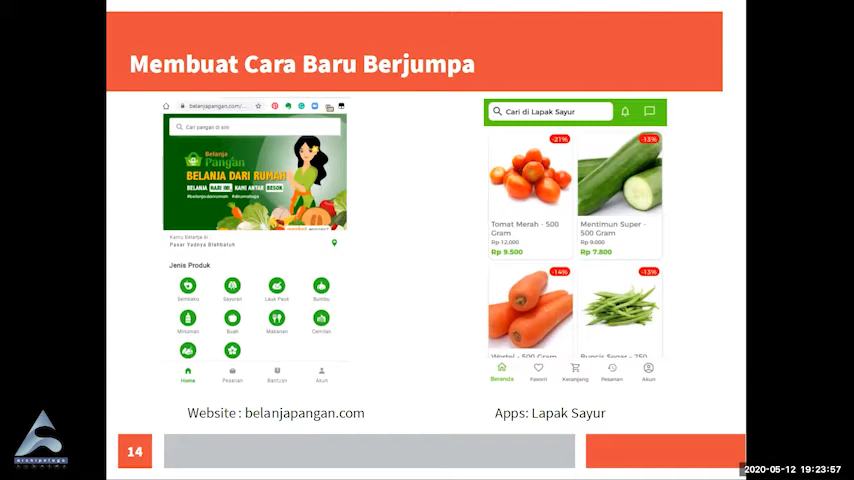 Membuat Cara Baru Berjumpa
belanjapangan.com/...
Cari pangan di sini
Belanja
Pangan
BELANJA DARI RUMAH
BELANJA HARI INI KAMI ANTAR BESOK
#belanjadarirumah #dirumahaja
Kamu Belanja di :
Pasar Yadnya Blahbatuh
Jenis Produk
Sembako Sayuran Lauk Pauk Bumbu
Minuman Buah Makanan Cemilan
Home Pesanan Bantuan Akun
Website : belanjapangan.com
Cari di Lapak Sayur
-21%
-13%
Tomat Merah - 500 Gram
Rp 12.000
Rp 9.500
Mentimun Super - 500 Gram
Rp 9.000
Rp 7.800
-14%
-13%
Wortel - 500 Gram
Buncis Segar - 250
Beranda Favorit Keranjang Pesanan Akun
Apps: Lapak Sayur
14
archipelago
2020-05-12 19:23:57